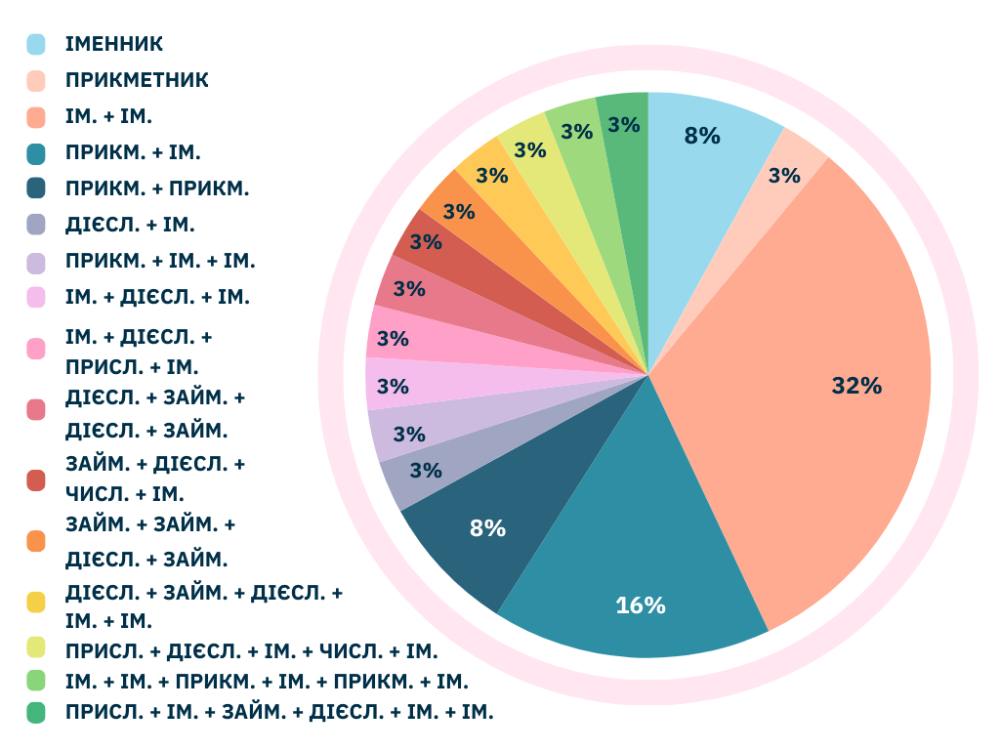 ІМЕННИК
ПРИКМЕТНИК
ІМ. + ІМ.
ПРИКМ. + ІМ.
ПРИКМ. + ПРИКМ.
ДІЄСЛ. + ІМ.
ПРИКМ. + ІМ. + ІМ.
ІМ. + ДІЄСЛ. + ІМ.
ІМ. + ДІЄСЛ. +
ПРИСЛ. + ІМ.
ДІЄСЛ. + ЗАЙМ. +
ДІЄСЛ. + ЗАЙМ.
ЗАЙМ. + ДІЄСЛ. +
ЧИСЛ. + ІМ.
ЗАЙМ. + ЗАЙМ. +
ДІЄСЛ. + ЗАЙМ.
ДІЄСЛ. + ЗАЙМ. + ДІЄСЛ. +
ІМ. + ІМ.
ПРИСЛ. + ДІЄСЛ. + ІМ. + ЧИСЛ. + ІМ.
ІМ. + ІМ. + ПРИКМ. + ІМ. + ПРИКМ. + ІМ.
ПРИСЛ. + ІМ. + ЗАЙМ. + ДІЄСЛ. + ІМ. + ІМ.
8%
3%
32%
16%
8%
3%
3%
3%
3%
3%
3%
3%
3%
3%
3%
3%